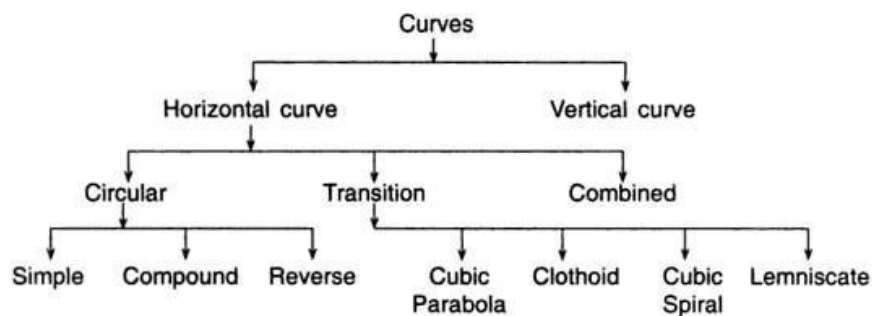 Curves
Horizontal curve Vertical curve
Circular Transition Combined
Simple Compound Reverse Cubic Clothoid Cubic Lemniscate
Parabola Spiral